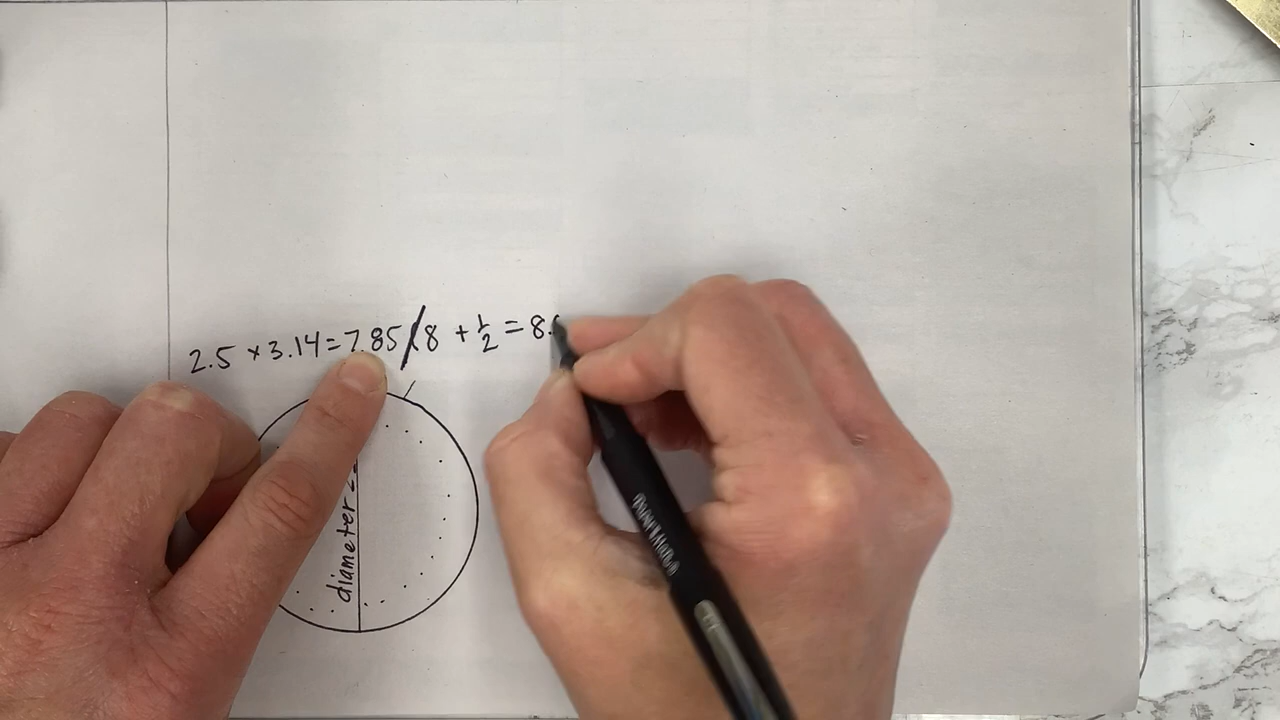 2.5 x 3.14 = 7.85 / 8 + 1/2 = 8.
diameter